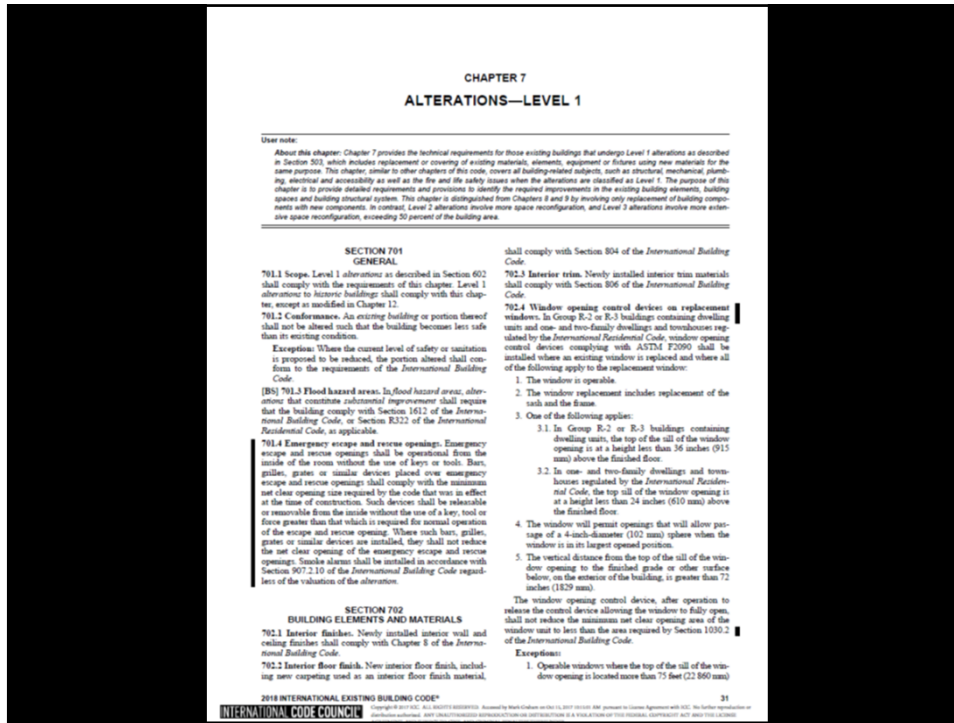 CHAPTER 7
ALTERATIONS—LEVEL 1
User note:
About this chapter: Chapter 7 provides the technical requirements for those existing buildings that undergo Level 1 alterations as described
in Section 503, which includes replacement or covering of existing materials, elements, equipment or fixtures using new materials for the
same purpose. This chapter, similar to other chapters of this code, covers all building-related subjects, such as structural, mechanical, plumb-
ing, electrical and accessibility as well as the fire and life safety issues when the alterations are classified as Level 1. The purpose of this
chapter is to provide detailed requirements and provisions to identify the required improvements in the existing building elements, building
spaces and building structural system. This chapter is distinguished from Chapters 8 and 9 by involving only replacement of building compo-
nents with new components. In contrast, Level 2 alterations involve more space reconfiguration, and Level 3 alterations involve more exten-
sive space reconfiguration, exceeding 50 percent of the building area.
SECTION 701
GENERAL
701.1 Scope. Level 1 alterations as described in Section 602
shall comply with the requirements of this chapter. Level 1
alterations to historic buildings shall comply with this chap-
ter, except as modified in Chapter 12.
701.2 Conformance. An existing building or portion thereof
shall not be altered such that the building becomes less safe
than its existing condition.
Exception: Where the current level of safety or sanitation
is proposed to be reduced, the portion altered shall con-
form to the requirements of the International Building
Code.
[BS] 701.3 Flood hazard areas. In flood hazard areas, alter-
ations that constitute substantial improvement shall require
that the building comply with Section 1612 of the Interna-
tional Building Code, or Section R322 of the International
Residential Code, as applicable.
701.4 Emergency escape and rescue openings. Emergency
escape and rescue openings shall be operational from the
inside of the room without the use of keys or tools. Bars,
grilles, grates or similar devices placed over emergency
escape and rescue openings shall comply with the minimum
net clear opening size required by the code that was in effect
at the time of construction. Such devices shall be releasable
or removable from the inside without the use of a key, tool or
force greater than that which is required for normal operation
of the escape and rescue opening. Where such bars, grilles,
grates or similar devices are installed, they shall not reduce
the net clear opening of the emergency escape and rescue
openings. Smoke alarms shall be installed in accordance with
Section 907.2.10 of the International Building Code regard-
less of the valuation of the alteration.
SECTION 702
BUILDING ELEMENTS AND MATERIALS
702.1 Interior finishes. Newly installed interior wall and
ceiling finishes shall comply with Chapter 8 of the Interna-
tional Building Code.
702.2 Interior floor finish. New interior floor finish, includ-
ing new carpeting used as an interior floor finish material,
shall comply with Section 804 of the International Building
Code.
702.3 Interior trim. Newly installed interior trim materials
shall comply with Section 806 of the International Building
Code.
702.4 Window opening control devices on replacement
windows. In Group R-2 or R-3 buildings containing dwelling
units and one- and two-family dwellings and townhouses reg-
ulated by the International Residential Code, window opening
control devices complying with ASTM F2090 shall be
installed where an existing window is replaced and where all
of the following apply to the replacement window:
1. The window is operable.
2. The window replacement includes replacement of the
sash and the frame.
3. One of the following applies:
3.1. In Group R-2 or R-3 buildings containing
dwelling units, the top of the sill of the window
opening is at a height less than 36 inches (915
mm) above the finished floor.
3.2. In one- and two-family dwellings and town-
houses regulated by the International Residen-
tial Code, the top sill of the window opening is
at a height less than 24 inches (610 mm) above
the finished floor.
4. The window will permit openings that will allow pas-
sage of a 4-inch-diameter (102 mm) sphere when the
window is in its largest opened position.
5. The vertical distance from the top of the sill of the win-
dow opening to the finished grade or other surface
below, on the exterior of the building, is greater than 72
inches (1829 mm).
The window opening control device, after operation to
release the control device allowing the window to fully open,
shall not reduce the minimum net clear opening area of the
window unit to less than the area required by Section 1030.2
of the International Building Code.
Exceptions:
1. Operable windows where the top of the sill of the win-
dow opening is located more than 75 feet (22 860 mm)
2018 INTERNATIONAL EXISTING BUILDING CODE®
31
INTERNATIONAL CODE COUNCIL®